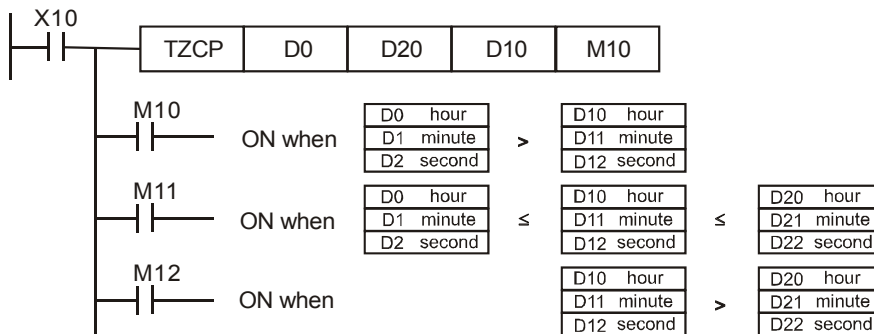 X10
TZCP D0 D20 D10 M10
M10
ON when
D0 hour
D1 minute
D2 second
>
D10 hour
D11 minute
D12 second
M11
ON when
D0 hour
D1 minute
D2 second
≤
D10 hour
D11 minute
D12 second
≤
D20 hour
D21 minute
D22 second
M12
ON when
D10 hour
D11 minute
D12 second
>
D20 hour
D21 minute
D22 second